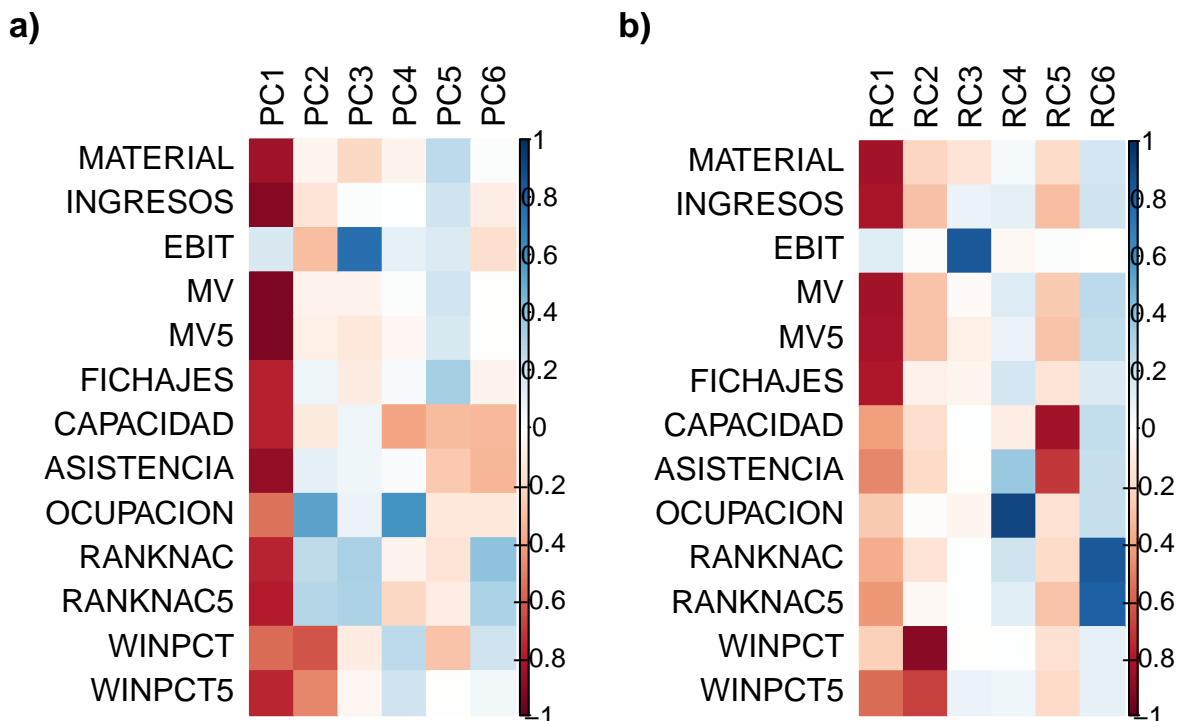 a)
PC1 PC2 PC3 PC4 PC5 PC6
MATERIAL
INGRESOS
EBIT
MV
MV5
FICHAJES
CAPACIDAD
ASISTENCIA
OCUPACION
RANKNAC
RANKNAC5
WINPCT
WINPCT5
1
0.8
0.6
0.4
0.2
0
−0.2
−0.4
−0.6
−0.8
−1
b)
RC1 RC2 RC3 RC4 RC5 RC6
MATERIAL
INGRESOS
EBIT
MV
MV5
FICHAJES
CAPACIDAD
ASISTENCIA
OCUPACION
RANKNAC
RANKNAC5
WINPCT
WINPCT5
1
0.8
0.6
0.4
0.2
0
−0.2
−0.4
−0.6
−0.8
−1